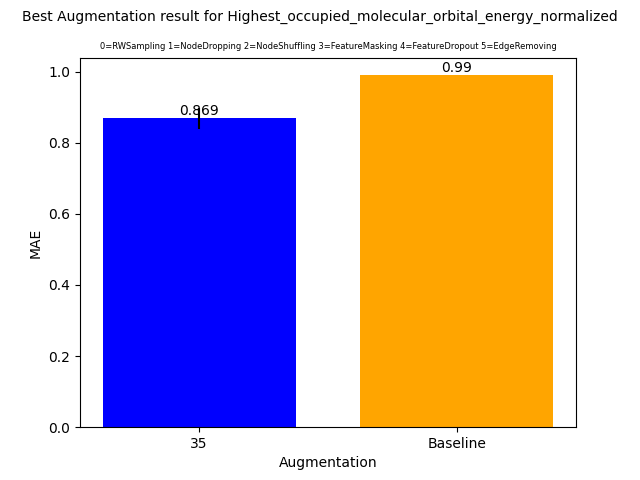 Best Augmentation result for Highest_occupied_molecular_orbital_energy_normalized
0=RWSampling 1=NodeDropping 2=NodeShuffling 3=FeatureMasking 4=FeatureDropout 5=EdgeRemoving
1.0
0.8
0.6
0.4
0.2
0.0
MAE
0.869
0.99
35
Baseline
Augmentation